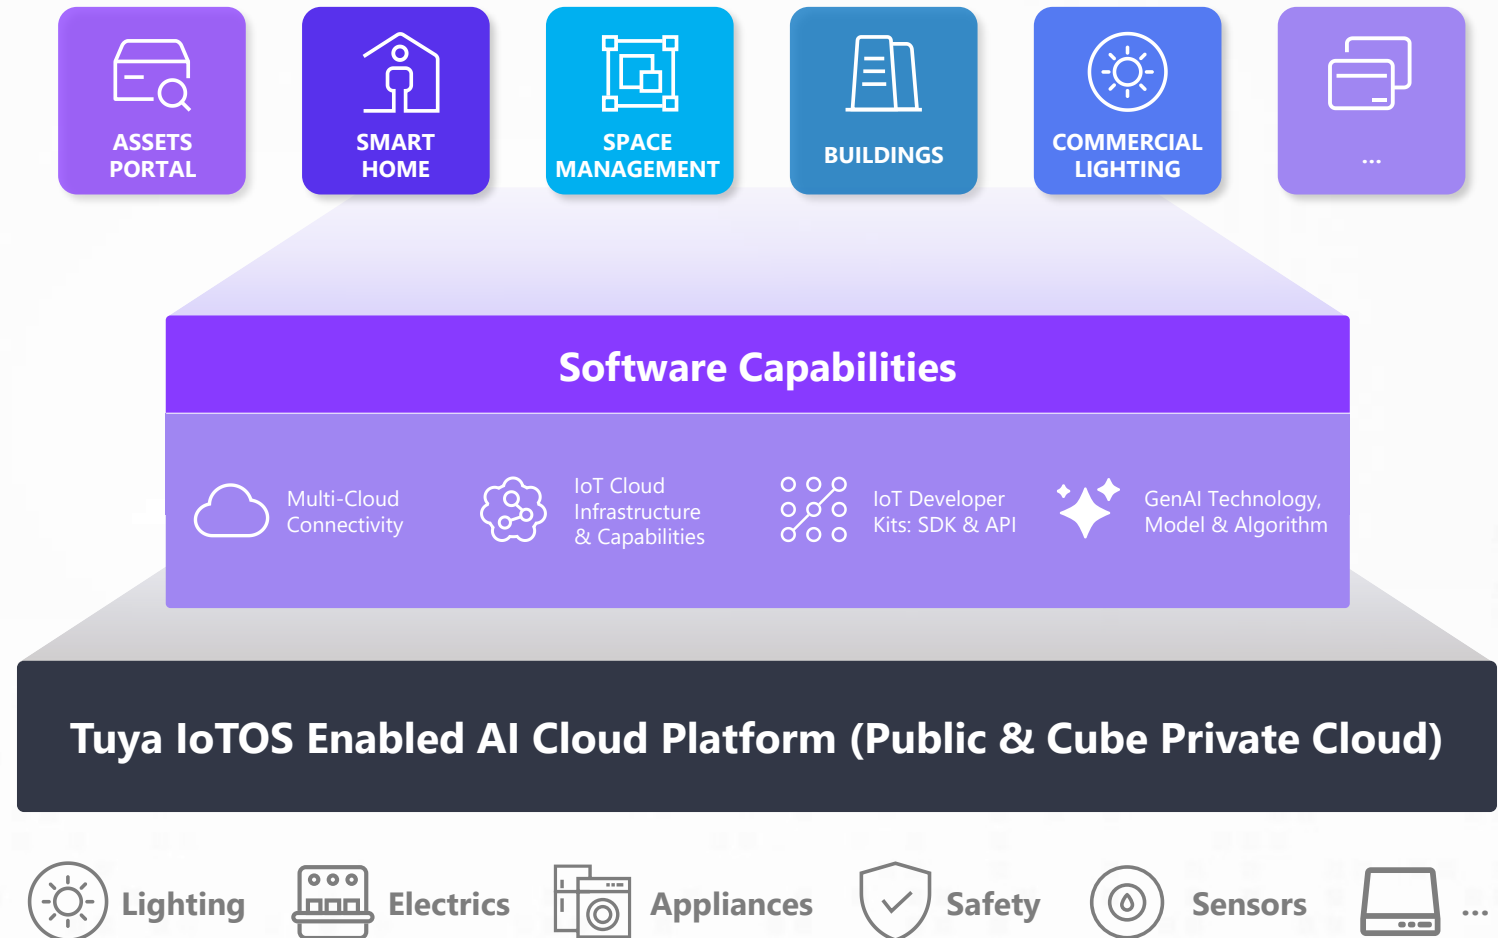 ASSETS
PORTAL
SMART
HOME
SPACE
MANAGEMENT
BUILDINGS
COMMERCIAL
LIGHTING
...
Software Capabilities
Multi-Cloud
Connectivity
IoT Cloud
Infrastructure
& Capabilities
IoT Developer
Kits: SDK & API
GenAI Technology,
Model & Algorithm
Tuya IoTOS Enabled AI Cloud Platform (Public & Cube Private Cloud)
Lighting
Electrics
Appliances
Safety
Sensors
...